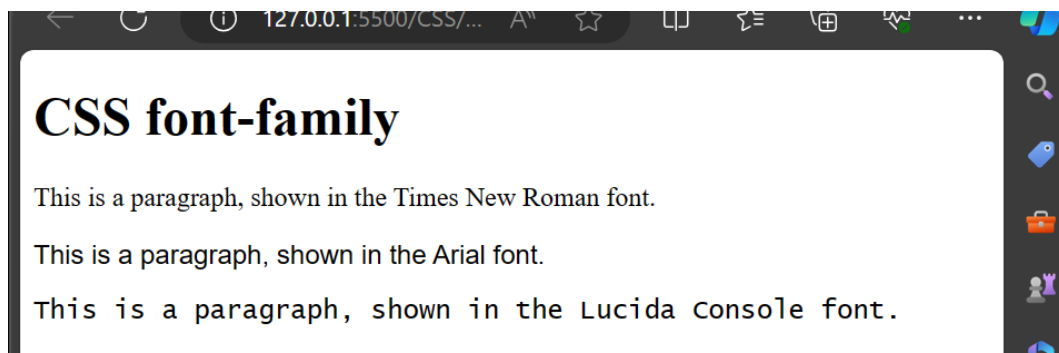 127.0.0.1:5500/CSS/...
CSS font-family
This is a paragraph, shown in the Times New Roman font.
This is a paragraph, shown in the Arial font.
This is a paragraph, shown in the Lucida Console font.